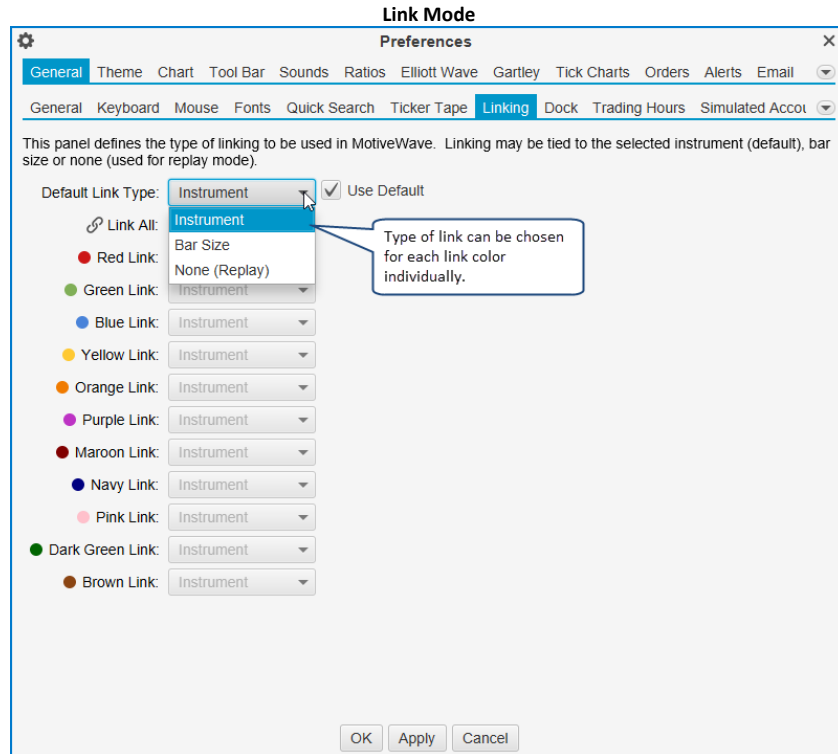 Link Mode
Preferences
General Theme Chart Tool Bar Sounds Ratios Elliott Wave Gartley Tick Charts Orders Alerts Email
General Keyboard Mouse Fonts Quick Search Ticker Tape Linking Dock Trading Hours Simulated Accou
This panel defines the type of linking to be used in MotiveWave. Linking may be tied to the selected instrument (default), bar
size or none (used for replay mode).
Default Link Type: Instrument Use Default
Link All: Instrument
Bar Size
Red Link: None (Replay)
Type of link can be chosen
for each link color
individually.
Green Link: Instrument
Blue Link: Instrument
Yellow Link: Instrument
Orange Link: Instrument
Purple Link: Instrument
Maroon Link: Instrument
Navy Link: Instrument
Pink Link: Instrument
Dark Green Link: Instrument
Brown Link: Instrument
OK Apply Cancel